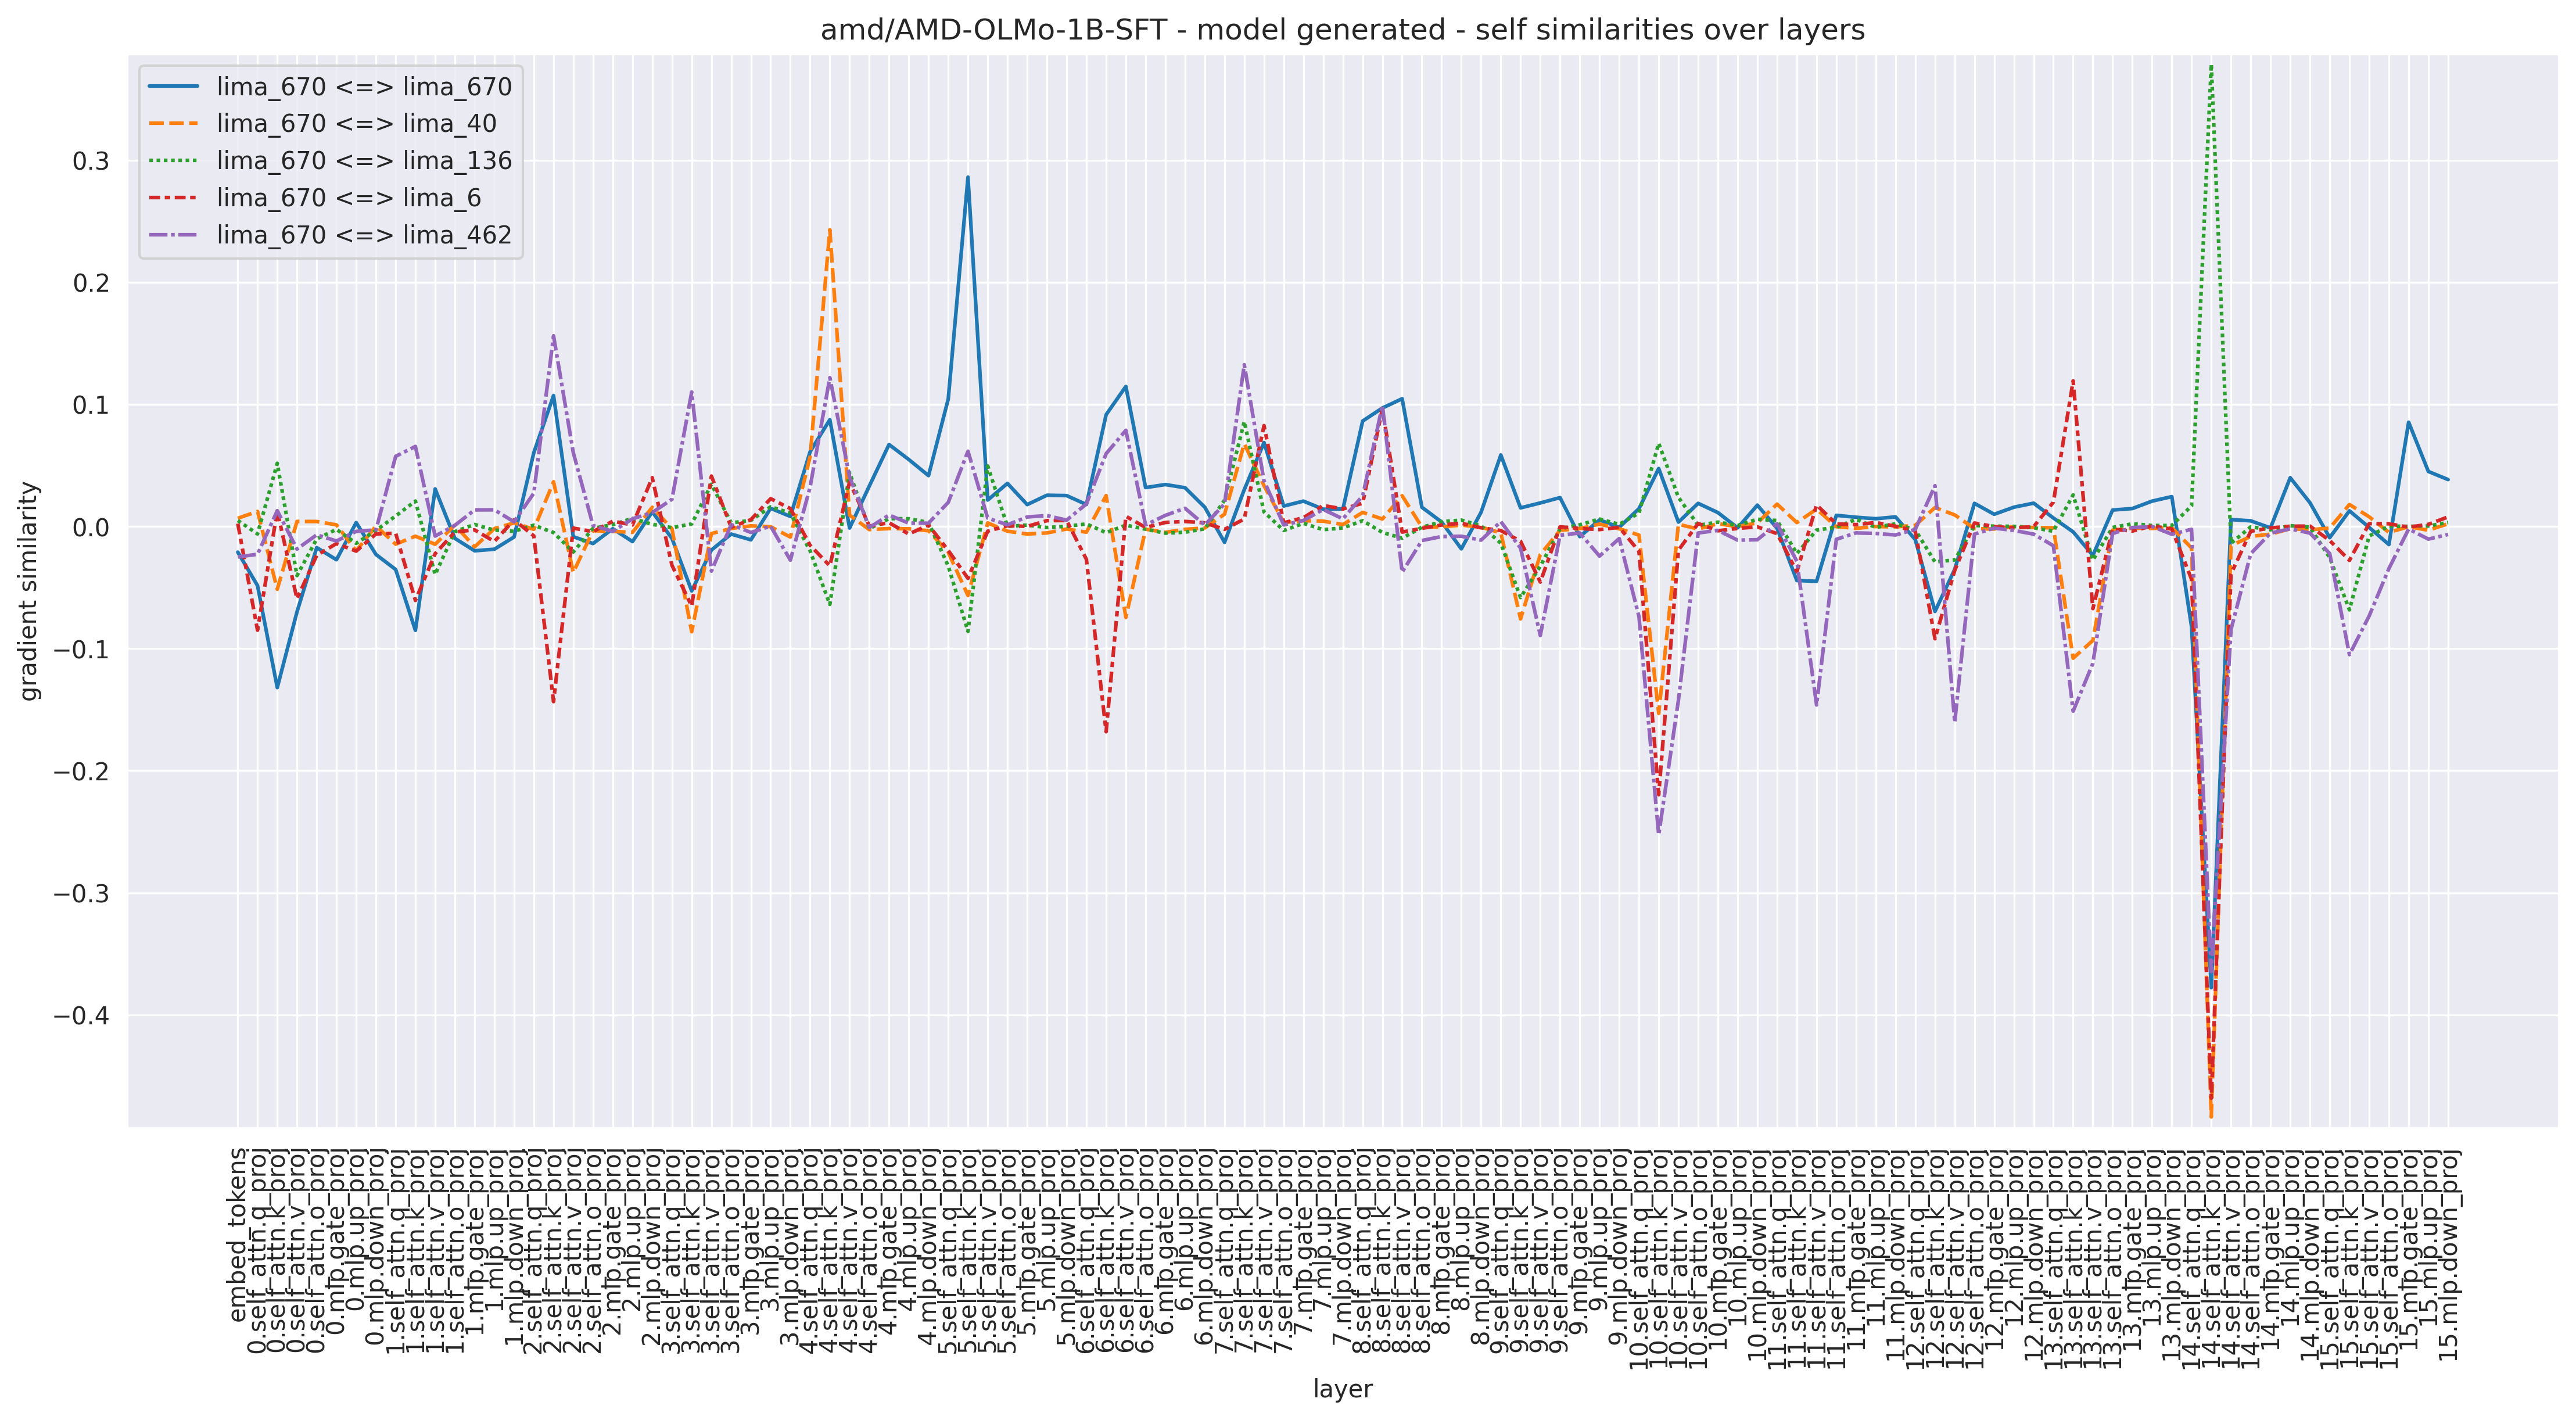 amd/AMD-OLMo-1B-SFT - model generated - self similarities over layers
lima_670 <=> lima_670
lima_670 <=> lima_40
lima_670 <=> lima_136
lima_670 <=> lima_6
lima_670 <=> lima_462
gradient similarity
0.3
0.2
0.1
0.0
−0.1
−0.2
−0.3
−0.4
embed_tokens
0.self_attn.q_proj
0.self_attn.k_proj
0.self_attn.v_proj
0.self_attn.o_proj
0.mlp.gate_proj
0.mlp.up_proj
0.mlp.down_proj
1.self_attn.q_proj
1.self_attn.k_proj
1.self_attn.v_proj
1.self_attn.o_proj
1.mlp.gate_proj
1.mlp.up_proj
1.mlp.down_proj
2.self_attn.q_proj
2.self_attn.k_proj
2.self_attn.v_proj
2.self_attn.o_proj
2.mlp.gate_proj
2.mlp.up_proj
2.mlp.down_proj
3.self_attn.q_proj
3.self_attn.k_proj
3.self_attn.v_proj
3.self_attn.o_proj
3.mlp.gate_proj
3.mlp.up_proj
3.mlp.down_proj
4.self_attn.q_proj
4.self_attn.k_proj
4.self_attn.v_proj
4.self_attn.o_proj
4.mlp.gate_proj
4.mlp.up_proj
4.mlp.down_proj
5.self_attn.q_proj
5.self_attn.k_proj
5.self_attn.v_proj
5.self_attn.o_proj
5.mlp.gate_proj
5.mlp.up_proj
5.mlp.down_proj
6.self_attn.q_proj
6.self_attn.k_proj
6.self_attn.v_proj
6.self_attn.o_proj
6.mlp.gate_proj
6.mlp.up_proj
6.mlp.down_proj
7.self_attn.q_proj
7.self_attn.k_proj
7.self_attn.v_proj
7.self_attn.o_proj
7.mlp.gate_proj
7.mlp.up_proj
7.mlp.down_proj
8.self_attn.q_proj
8.self_attn.k_proj
8.self_attn.v_proj
8.self_attn.o_proj
8.mlp.gate_proj
8.mlp.up_proj
8.mlp.down_proj
9.self_attn.q_proj
9.self_attn.k_proj
9.self_attn.v_proj
9.self_attn.o_proj
9.mlp.gate_proj
9.mlp.up_proj
9.mlp.down_proj
10.self_attn.q_proj
10.self_attn.k_proj
10.self_attn.v_proj
10.self_attn.o_proj
10.mlp.gate_proj
10.mlp.up_proj
10.mlp.down_proj
11.self_attn.q_proj
11.self_attn.k_proj
11.self_attn.v_proj
11.self_attn.o_proj
11.mlp.gate_proj
11.mlp.up_proj
11.mlp.down_proj
12.self_attn.q_proj
12.self_attn.k_proj
12.self_attn.v_proj
12.self_attn.o_proj
12.mlp.gate_proj
12.mlp.up_proj
12.mlp.down_proj
13.self_attn.q_proj
13.self_attn.k_proj
13.self_attn.v_proj
13.self_attn.o_proj
13.mlp.gate_proj
13.mlp.up_proj
13.mlp.down_proj
14.self_attn.q_proj
14.self_attn.k_proj
14.self_attn.v_proj
14.self_attn.o_proj
14.mlp.gate_proj
14.mlp.up_proj
14.mlp.down_proj
15.self_attn.q_proj
15.self_attn.k_proj
15.self_attn.v_proj
15.self_attn.o_proj
15.mlp.gate_proj
15.mlp.up_proj
15.mlp.down_proj
layer